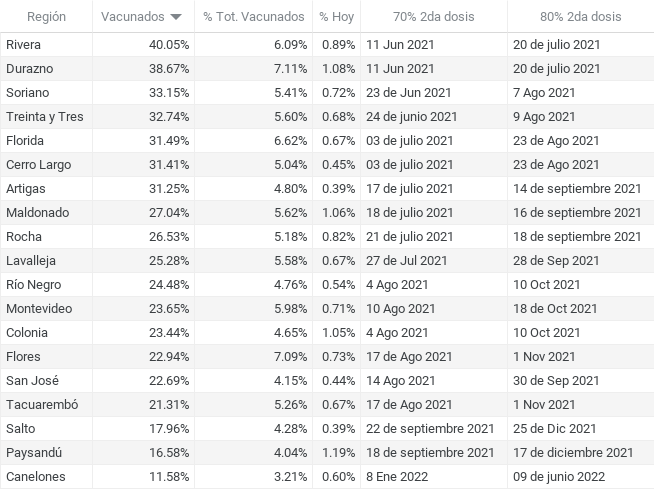 Región Vacunados % Tot. Vacunados % Hoy 70% 2da dosis 80% 2da dosis
Rivera 40.05% 6.09% 0.89% 11 Jun 2021 20 de julio 2021
Durazno 38.67% 7.11% 1.08% 11 Jun 2021 20 de julio 2021
Soriano 33.15% 5.41% 0.72% 23 de Jun 2021 7 Ago 2021
Treinta y Tres 32.74% 5.60% 0.68% 24 de junio 2021 9 Ago 2021
Florida 31.49% 6.62% 0.67% 03 de julio 2021 23 de Ago 2021
Cerro Largo 31.41% 5.04% 0.45% 03 de julio 2021 23 de Ago 2021
Artigas 31.25% 4.80% 0.39% 17 de julio 2021 14 de septiembre 2021
Maldonado 27.04% 5.62% 1.06% 18 de julio 2021 16 de septiembre 2021
Rocha 26.53% 5.18% 0.82% 21 de julio 2021 18 de septiembre 2021
Lavalleja 25.28% 5.58% 0.67% 27 de Jul 2021 28 de Sep 2021
Río Negro 24.48% 4.76% 0.54% 4 Ago 2021 10 Oct 2021
Montevideo 23.65% 5.98% 0.71% 10 Ago 2021 18 de Oct 2021
Colonia 23.44% 4.65% 1.05% 4 Ago 2021 10 Oct 2021
Flores 22.94% 7.09% 0.73% 17 de Ago 2021 1 Nov 2021
San José 22.69% 4.15% 0.44% 14 Ago 2021 30 de Sep 2021
Tacuarembó 21.31% 5.26% 0.67% 17 de Ago 2021 1 Nov 2021
Salto 17.96% 4.28% 0.39% 22 de septiembre 2021 25 de Dic 2021
Paysandú 16.58% 4.04% 1.19% 18 de septiembre 2021 17 de diciembre 2021
Canelones 11.58% 3.21% 0.60% 8 Ene 2022 09 de junio 2022